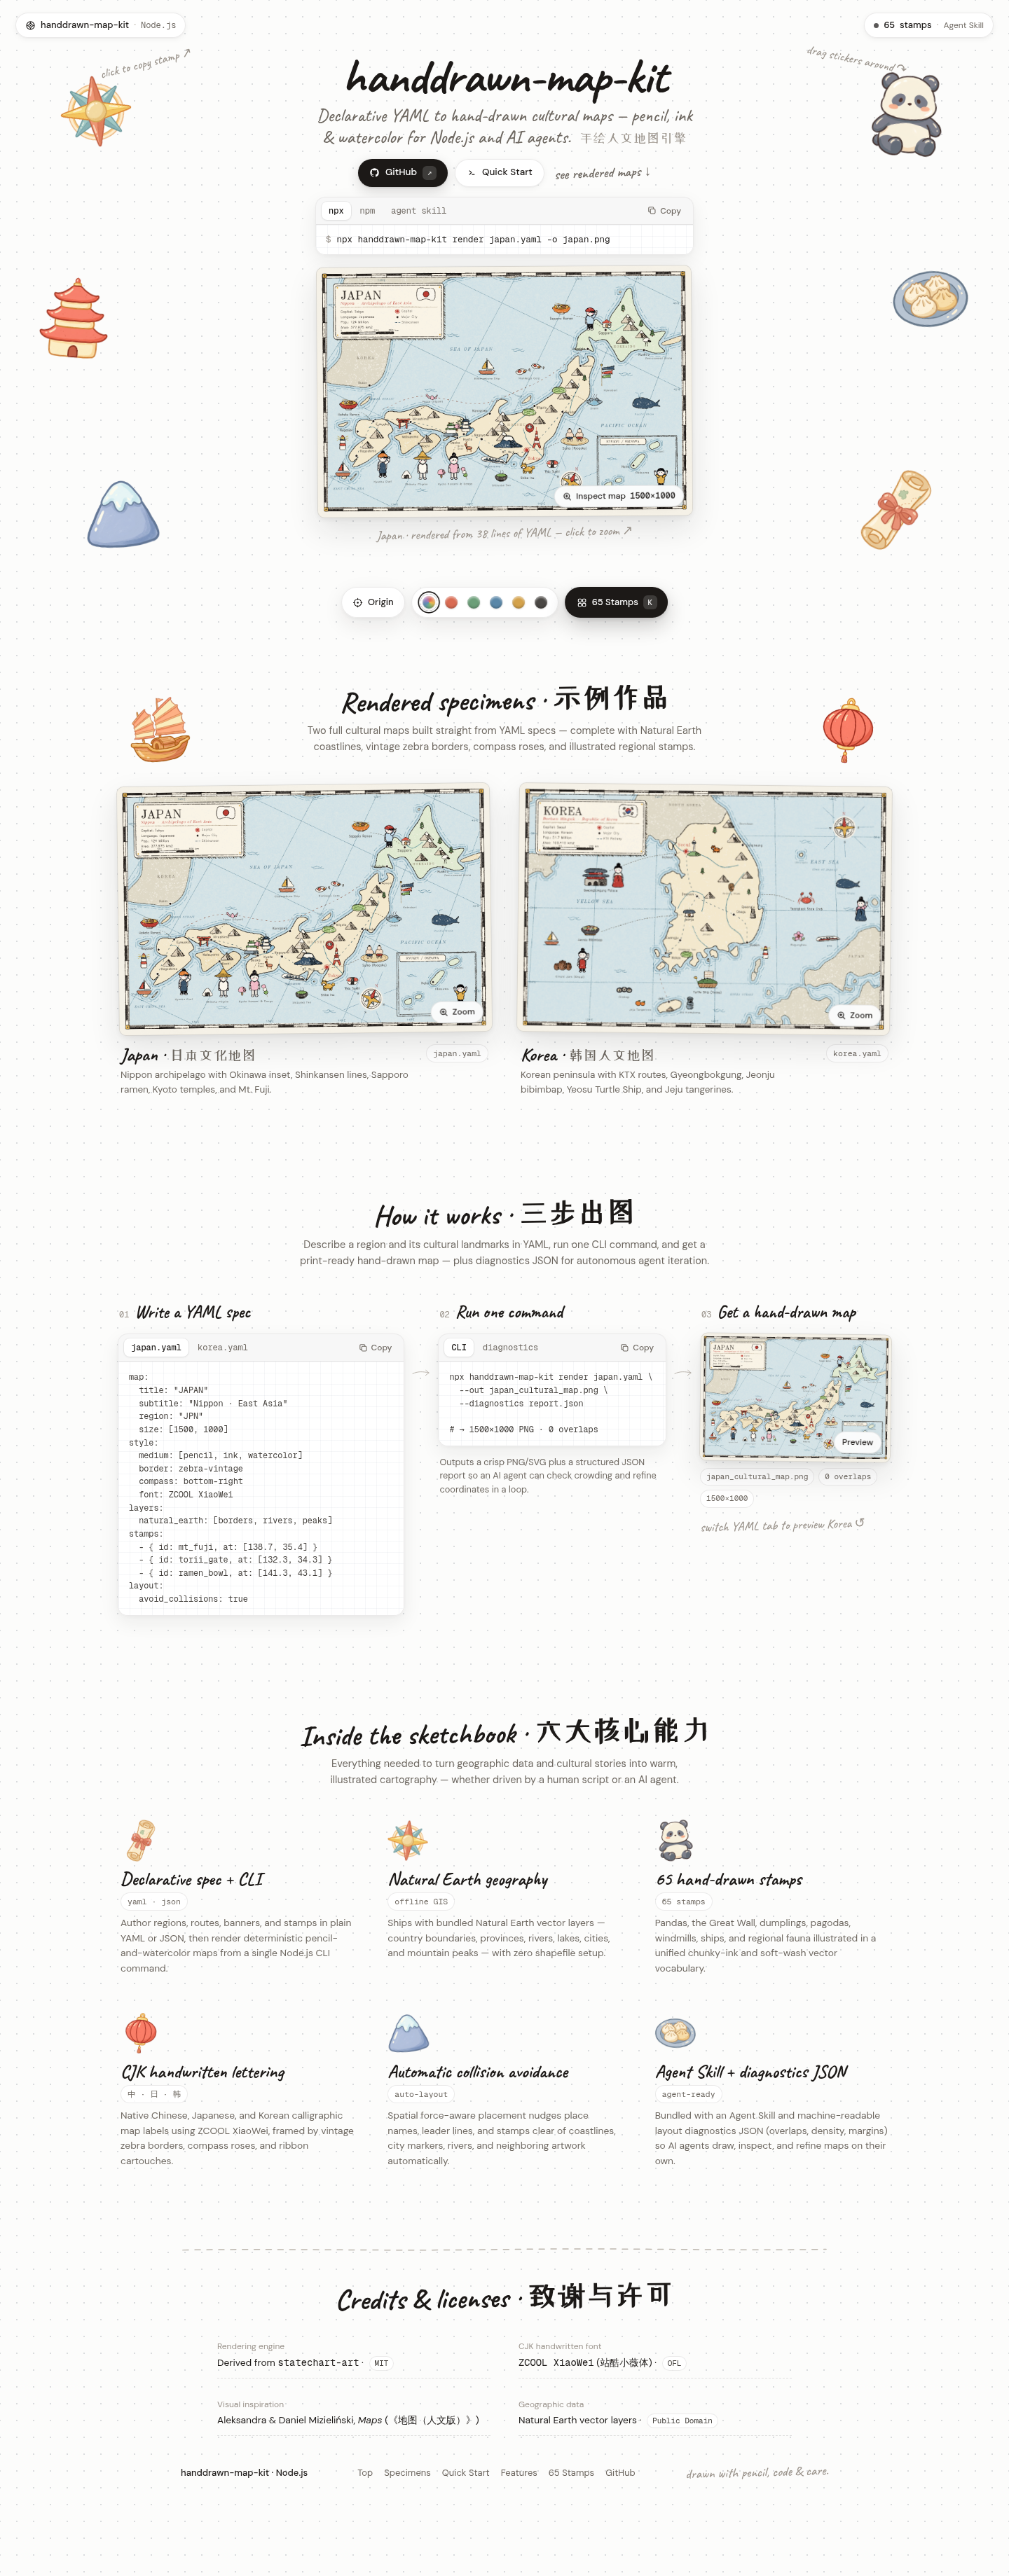 handdrawn-map-kit · Node.js
65 stamps · Agent Skill
click to copy stamp ↗
drag stickers around
handdrawn-map-kit
Declarative YAML to hand-drawn cultural maps — pencil, ink
& watercolor for Node.js and AI agents. 手绘人文地图引擎
GitHub ↗
Quick Start
see rendered maps ↓
npx npm agent skill Copy
$ npx handdrawn-map-kit render japan.yaml -o japan.png
JAPAN
KOREA
SEA OF JAPAN
PACIFIC OCEAN
Inspect map 1500×1000
Japan · rendered from 38 lines of YAML — click to zoom ↗
Origin
65 Stamps K
Rendered specimens · 示例作品
Two full cultural maps built straight from YAML specs — complete with Natural Earth
coastlines, vintage zebra borders, compass roses, and illustrated regional stamps.
JAPAN
KOREA
SEA OF JAPAN
PACIFIC OCEAN
Zoom
KOREA
EAST SEA
YELLOW SEA
JAPAN
Zoom
Japan · 日本文化地图
japan.yaml
Nippon archipelago with Okinawa inset, Shinkansen lines, Sapporo
ramen, Kyoto temples, and Mt. Fuji.
Korea · 韩国人文地图
korea.yaml
Korean peninsula with KTX routes, Gyeongbokgung, Jeonju
bibimbap, Yeosu Turtle Ship, and Jeju tangerines.
How it works · 三步出图
Describe a region and its cultural landmarks in YAML, run one CLI command, and get a
print-ready hand-drawn map — plus diagnostics JSON for autonomous agent iteration.
01 Write a YAML spec
japan.yaml korea.yaml Copy
map:
title: "JAPAN"
subtitle: "Nippon · East Asia"
region: "JPN"
size: [1500, 1000]
style:
medium: [pencil, ink, watercolor]
border: zebra-vintage
compass: bottom-right
font: ZCOOL XiaoWei
layers:
natural_earth: [borders, rivers, peaks]
stamps:
- { id: mt_fuji, at: [138.7, 35.4] }
- { id: torii_gate, at: [132.3, 34.3] }
- { id: ramen_bowl, at: [141.3, 43.1] }
layout:
avoid_collisions: true
02 Run one command
CLI diagnostics Copy
npx handdrawn-map-kit render japan.yaml \
--out japan_cultural_map.png \
--diagnostics report.json
# → 1500×1000 PNG · 0 overlaps
Outputs a crisp PNG/SVG plus a structured JSON
report so an AI agent can check crowding and refine
coordinates in a loop.
03 Get a hand-drawn map
JAPAN
Preview
japan_cultural_map.png 0 overlaps
1500×1000
switch YAML tab to preview Korea ↺
Inside the sketchbook · 六大核心能力
Everything needed to turn geographic data and cultural stories into warm,
illustrated cartography — whether driven by a human script or an AI agent.
Declarative spec + CLI
yaml · json
Author regions, routes, banners, and stamps in plain
YAML or JSON, then render deterministic pencil-
and-watercolor maps from a single Node.js CLI
command.
Natural Earth geography
offline GIS
Ships with bundled Natural Earth vector layers —
country boundaries, provinces, rivers, lakes, cities,
and mountain peaks — with zero shapefile setup.
65 hand-drawn stamps
65 stamps
Pandas, the Great Wall, dumplings, pagodas,
windmills, ships, and regional fauna illustrated in a
unified chunky-ink and soft-wash vector
vocabulary.
CJK handwritten lettering
中 · 日 · 韩
Native Chinese, Japanese, and Korean calligraphic
map labels using ZCOOL XiaoWei, framed by vintage
zebra borders, compass roses, and ribbon
cartouches.
Automatic collision avoidance
auto-layout
Spatial force-aware placement nudges place
names, leader lines, and stamps clear of coastlines,
city markers, rivers, and neighboring artwork
automatically.
Agent Skill + diagnostics JSON
agent-ready
Bundled with an Agent Skill and machine-readable
layout diagnostics JSON (overlaps, density, margins)
so AI agents draw, inspect, and refine maps on their
own.
Credits & licenses · 致谢与许可
Rendering engine
Derived from statechart-art · MIT
CJK handwritten font
ZCOOL XiaoWei (站酷小薇体) · OFL
Visual inspiration
Aleksandra & Daniel Mizieliński, Maps (《地图（人文版）》)
Geographic data
Natural Earth vector layers · Public Domain
handdrawn-map-kit · Node.js
Top Specimens Quick Start Features 65 Stamps GitHub
drawn with pencil, code & care.